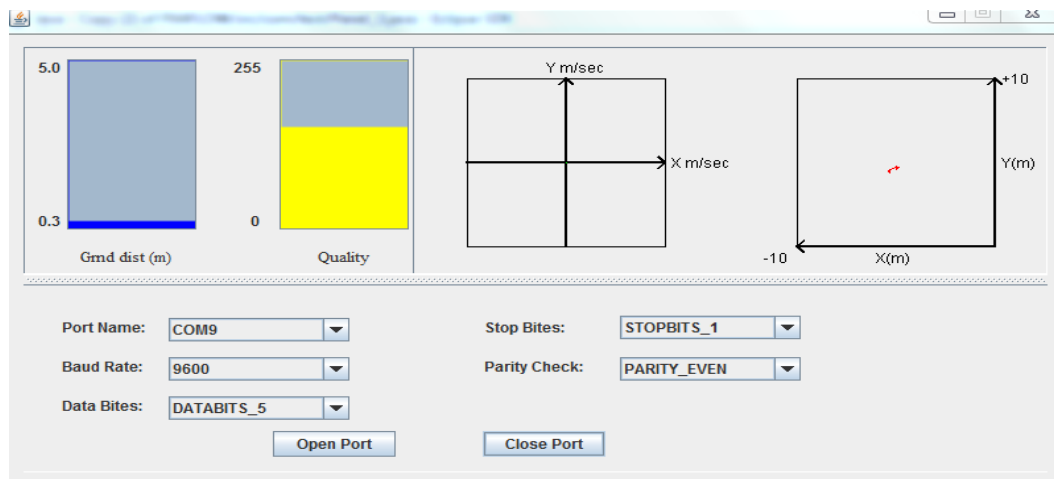 5.0
255
Y m/sec
+10
X m/sec
Y(m)
0.3
0
Grnd dist (m)
Quality
-10
X(m)
Port Name:
COM9
Stop Bites:
STOPBITS_1
Baud Rate:
9600
Parity Check:
PARITY_EVEN
Data Bites:
DATABITS_5
Open Port
Close Port